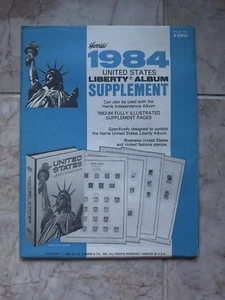 Harris
1984
UNITED STATES
LIBERTY® ALBUM
SUPPLEMENT
Can also be used with the
Harris Independence Album
1983-84 FULLY ILLUSTRATED
SUPPLEMENT PAGES
Specifically designed to update
the Harris United States Liberty Album.
Illustrates United States
and United Nations stamps.
UNITED
STATES